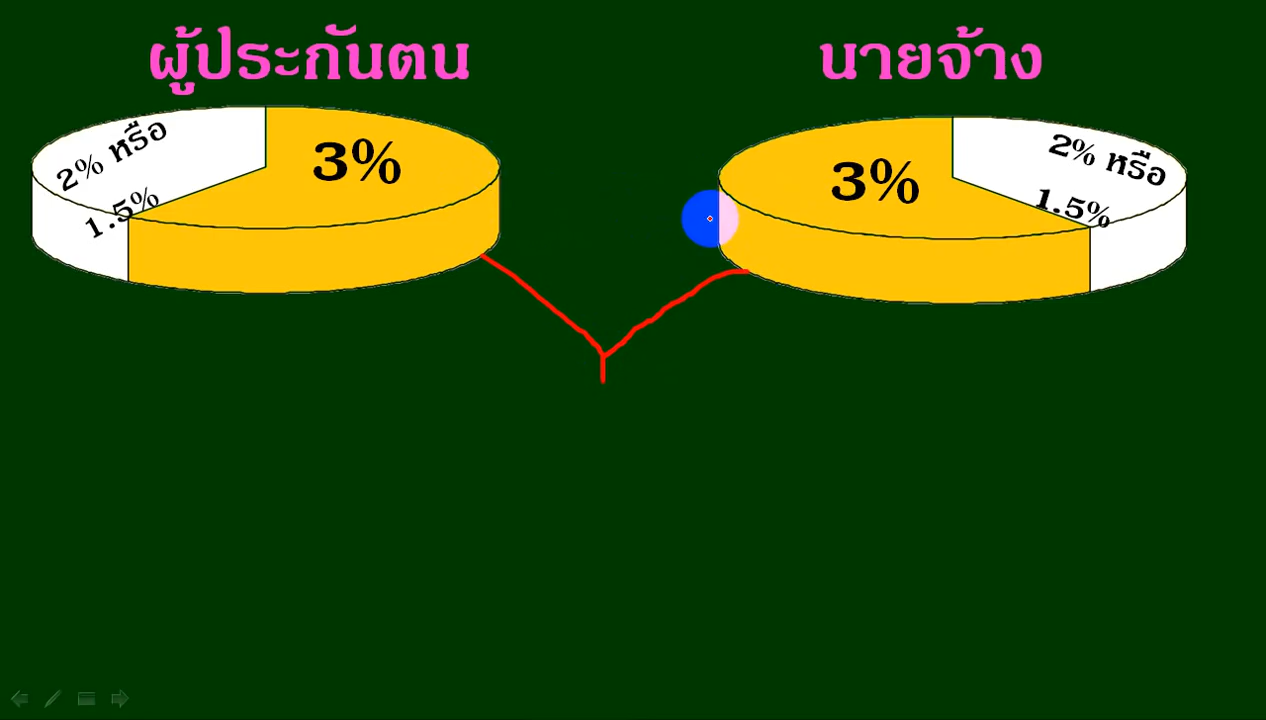 ผู้ประกันตน
นายจ้าง
2% หรือ
1.5%
3%
3%
2% หรือ
1.5%